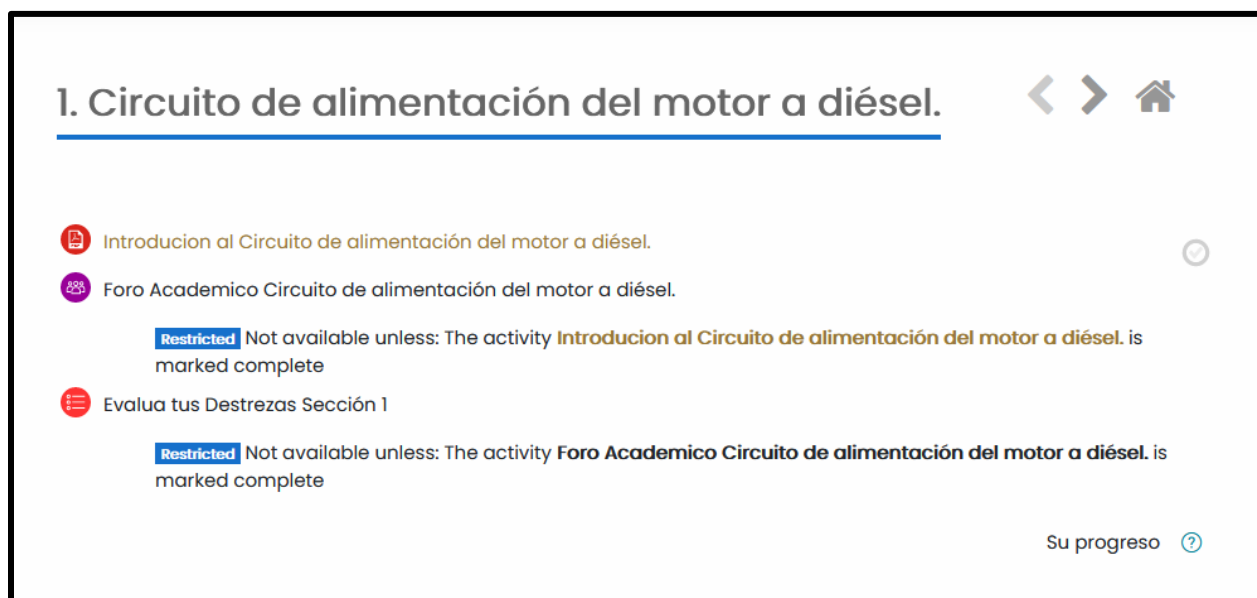 1. Circuito de alimentación del motor a diésel.
Introducion al Circuito de alimentación del motor a diésel.
Foro Academico Circuito de alimentación del motor a diésel.
Restricted Not available unless: The activity Introducion al Circuito de alimentación del motor a diésel. is
marked complete
Evalua tus Destrezas Sección 1
Restricted Not available unless: The activity Foro Academico Circuito de alimentación del motor a diésel. is
marked complete
Su progreso ?